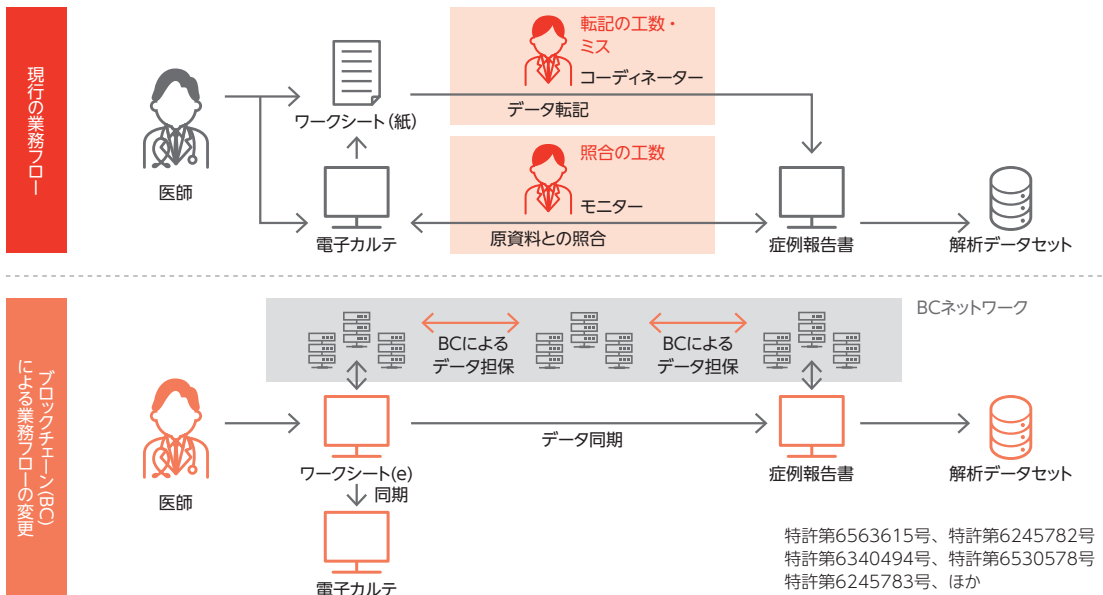 現行の業務フロー
医師
ワークシート(紙)
電子カルテ
転記の工数・
ミス
コーディネーター
データ転記
照合の工数
モニター
原資料との照合
症例報告書
解析データセット
ブロックチェーン(BC)
による業務フローの変更
BCネットワーク
BCによる
データ担保
BCによる
データ担保
医師
ワークシート(e)
同期
電子カルテ
データ同期
症例報告書
解析データセット
特許第6563615号、特許第6245782号
特許第6340494号、特許第6530578号
特許第6245783号、ほか